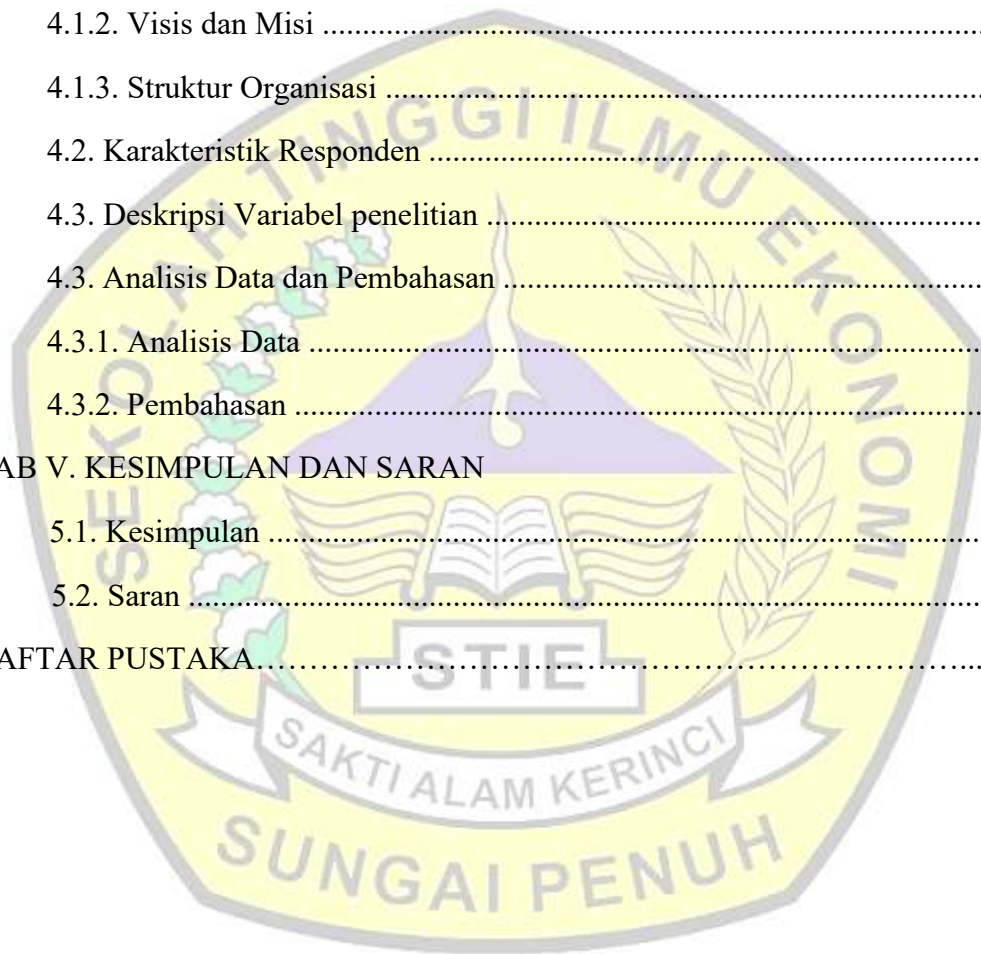 4.1.2. Visis dan Misi ....................................................................................
4.1.3. Struktur Organisasi ............................................................................
4.2. Karakteristik Responden .......................................................................
4.3. Deskripsi Variabel penelitian ............................................................
4.3. Analisis Data dan Pembahasan ............................................................
4.3.1. Analisis Data ....................................................................................
4.3.2. Pembahasan ......................................................................................
AB V. KESIMPULAN DAN SARAN
5.1. Kesimpulan .........................................................................................
5.2. Saran ....................................................................................................
AFTAR PUSTAKA………………………………………………………………...
SEKOLAH TINGGI ILMU EKONOMI
STIE
SAKTI ALAM KERINCI
SUNGAI PENUH